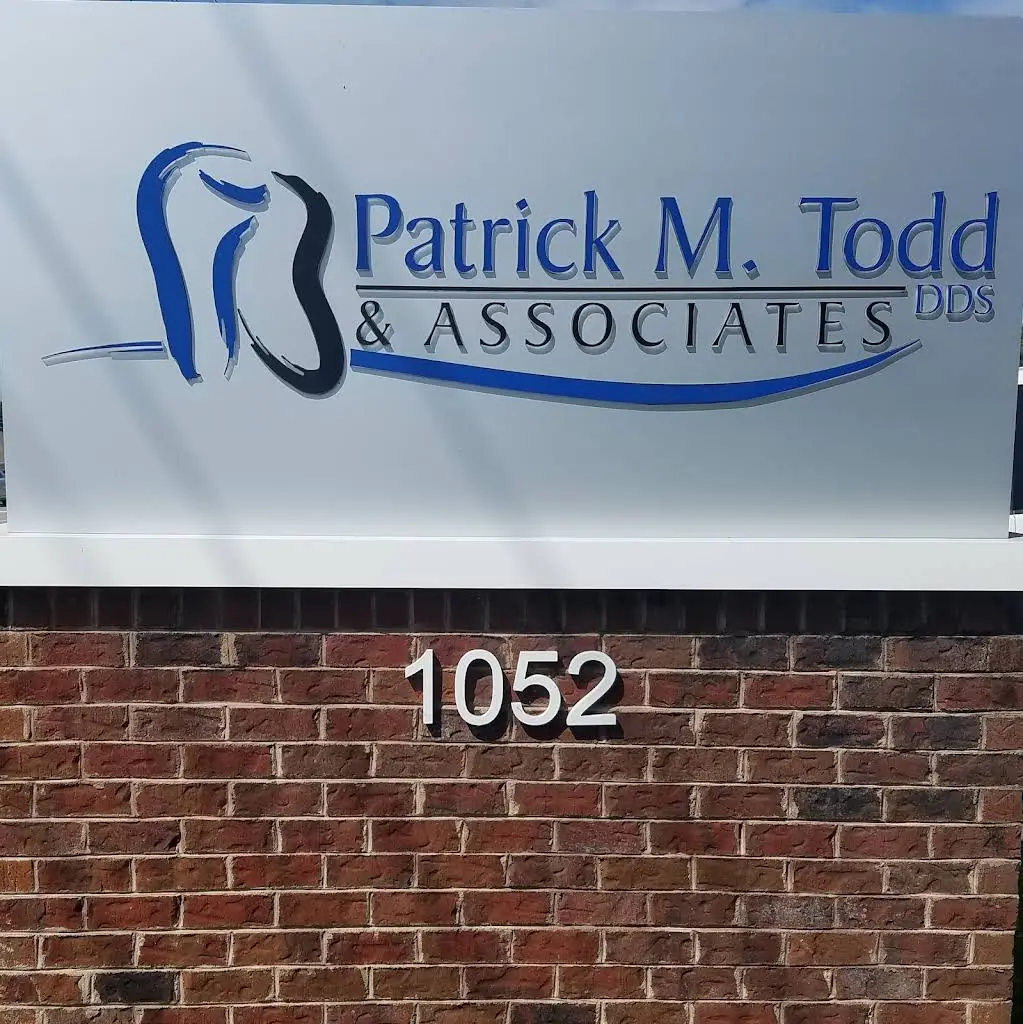 Patrick M. Todd
DDS
& ASSOCIATES
1052